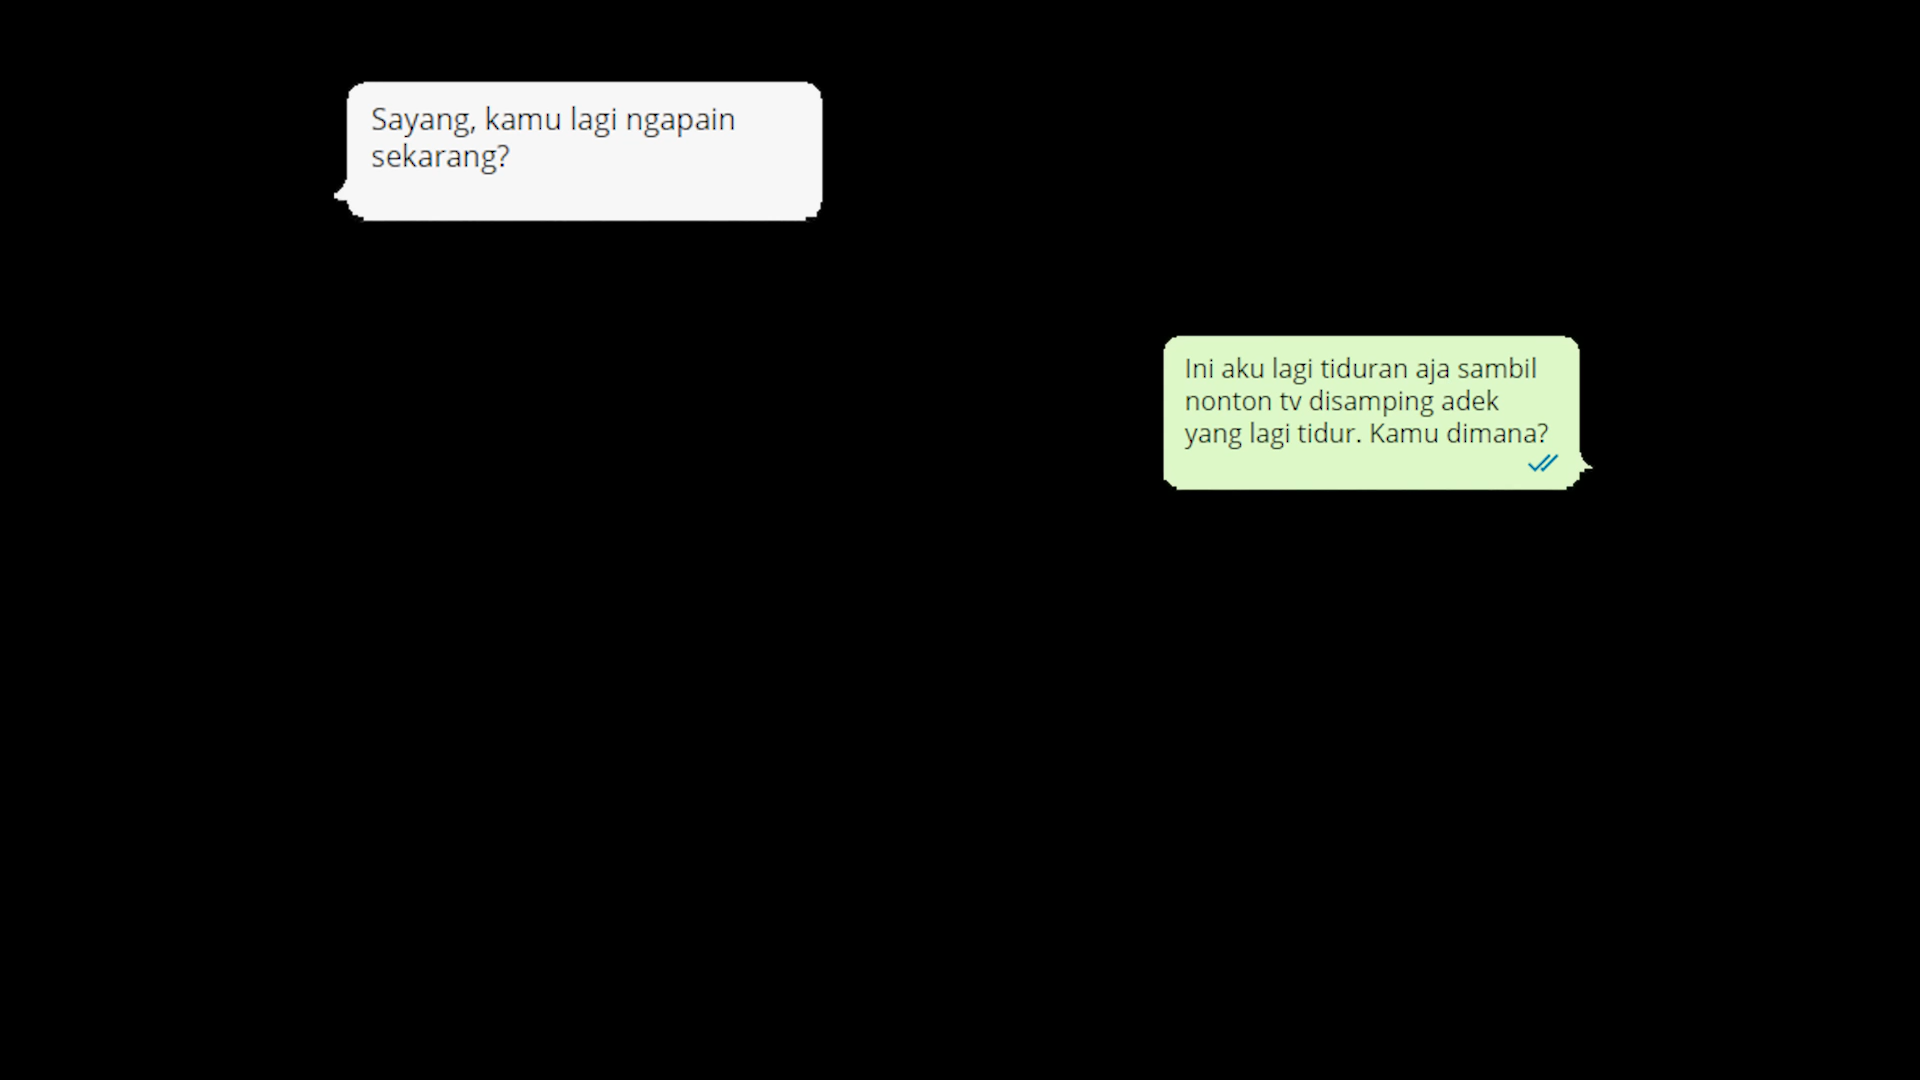 Sayang, kamu lagi ngapain
sekarang?
Ini aku lagi tiduran aja sambil
nonton tv disamping adek
yang lagi tidur. Kamu dimana?